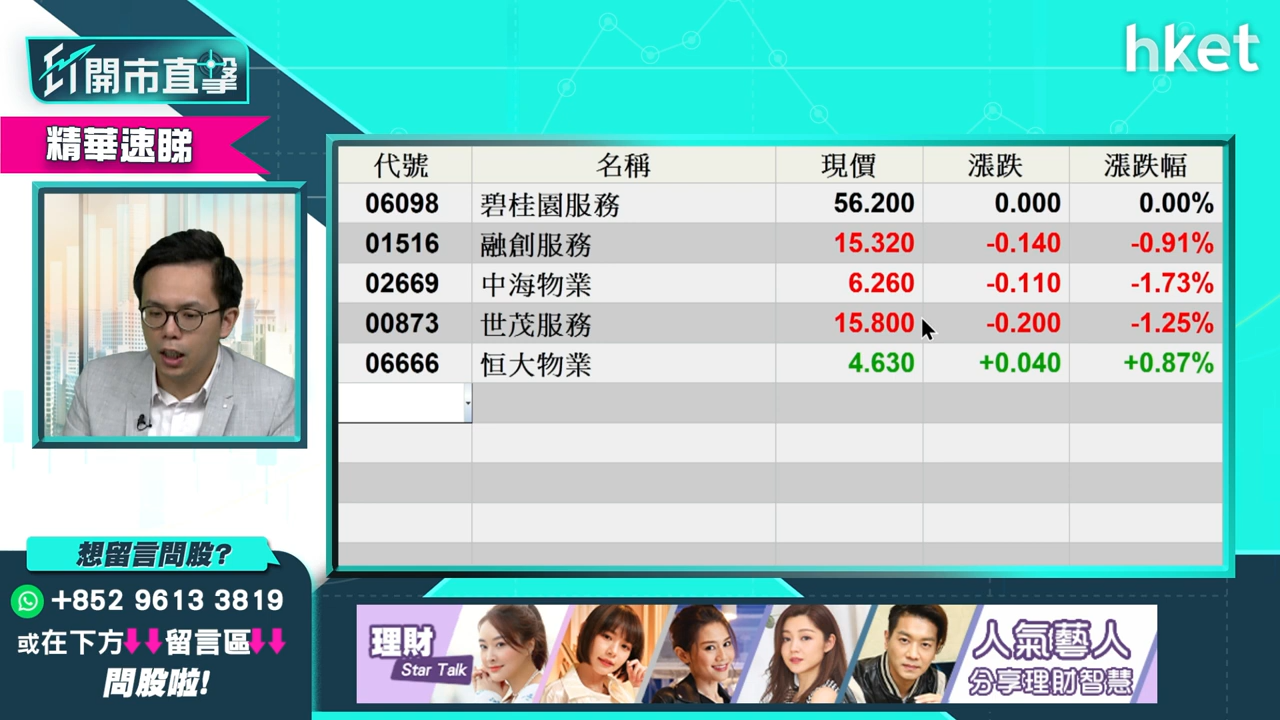 hket
ET開市直擊
精華速睇
代號 名稱 現價 漲跌 漲跌幅
06098 碧桂園服務 56.200 0.000 0.00%
01516 融創服務 15.320 -0.140 -0.91%
02669 中海物業 6.260 -0.110 -1.73%
00873 世茂服務 15.800 -0.200 -1.25%
06666 恒大物業 4.630 +0.040 +0.87%
想留言問股?
+852 9613 3819
或在下方⬇⬇留言區⬇⬇
問股啦!
理財
Star Talk
人氣藝人
分享理財智慧